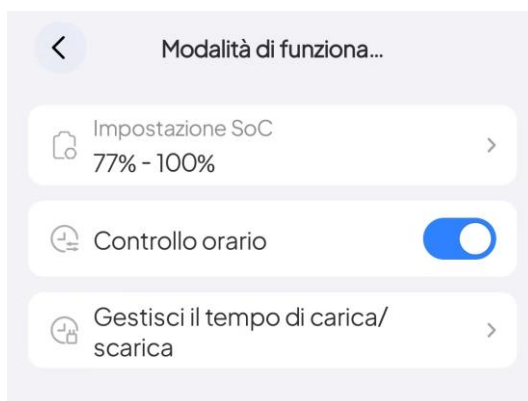 Modalità di funziona...
Impostazione SoC
77% - 100%
Controllo orario
Gestisci il tempo di carica/
scarica